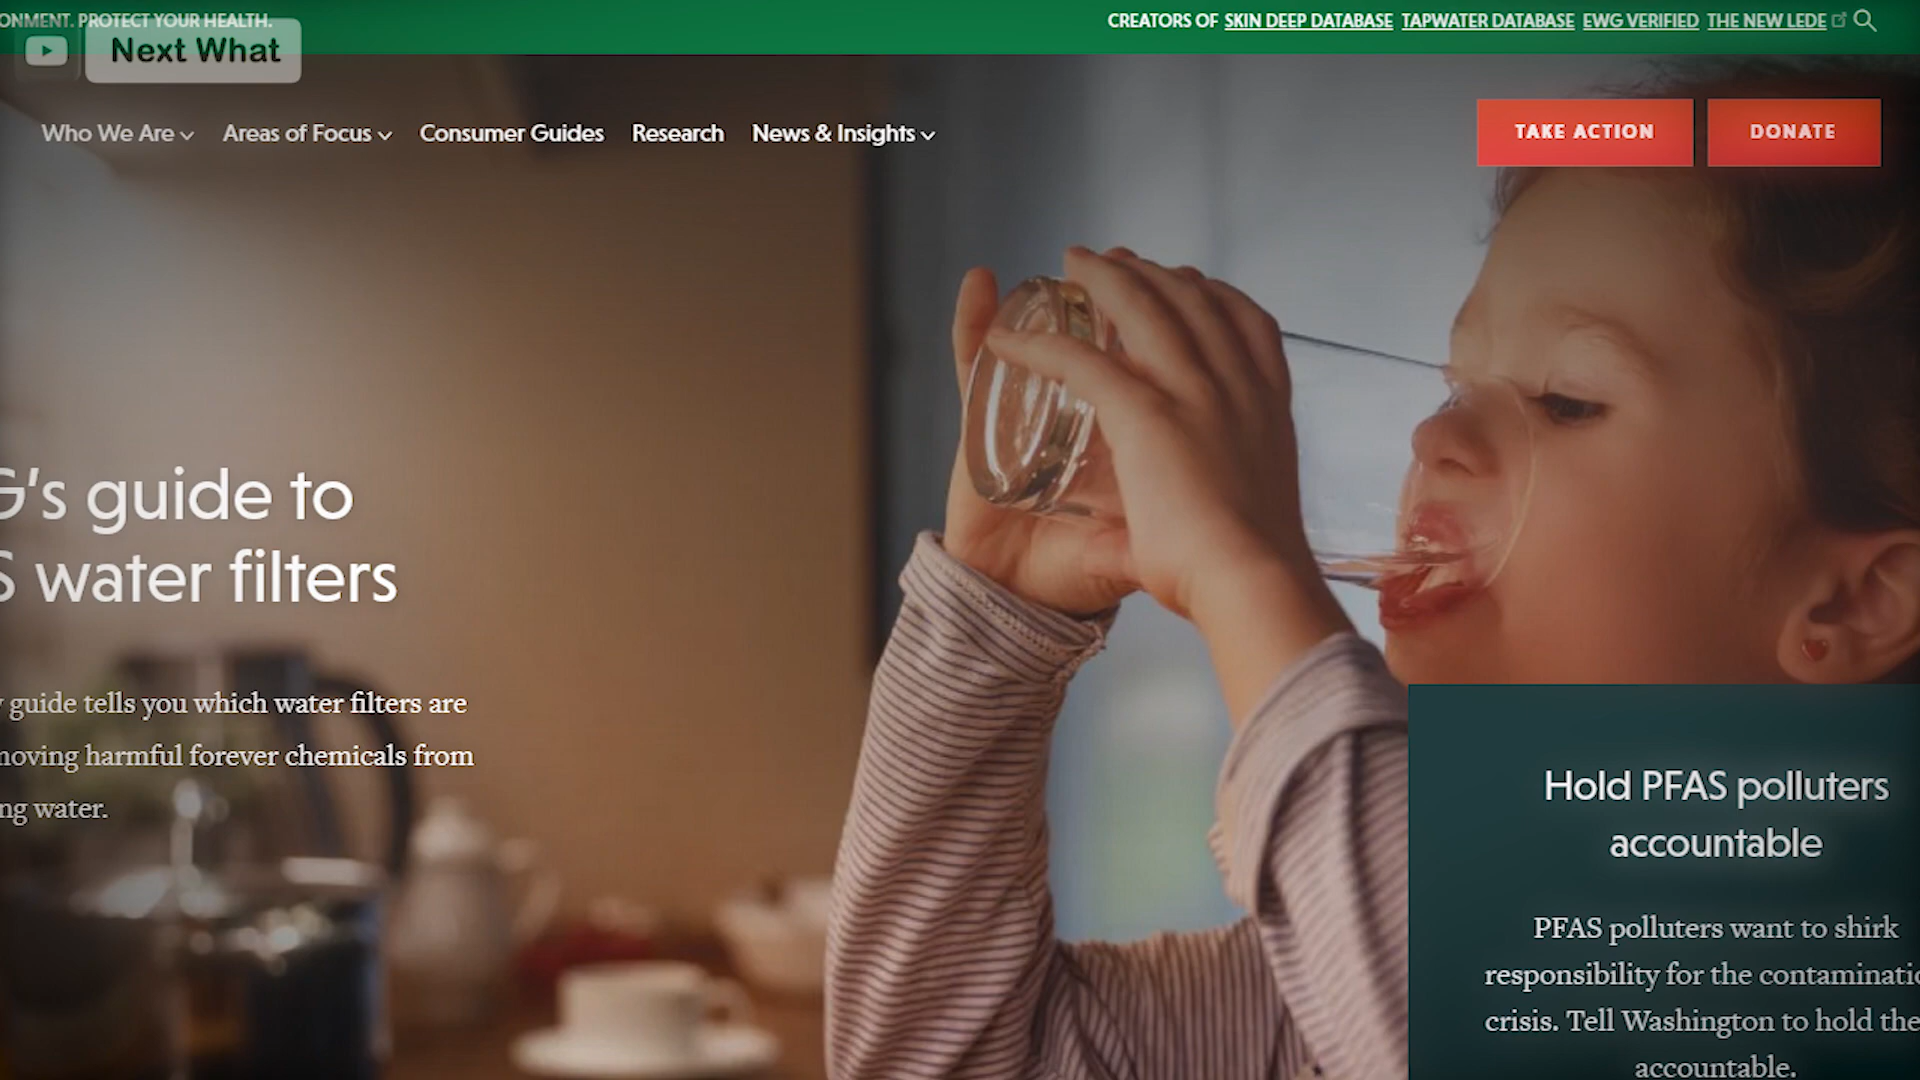 ONMENT. PROTECT YOUR HEALTH.
CREATORS OF SKIN DEEP DATABASE TAPWATER DATABASE EWG VERIFIED THE NEW LEDE
Next What
Who We Are Areas of Focus Consumer Guides Research News & Insights
TAKE ACTION DONATE
G's guide to
S water filters
guide tells you which water filters are
moving harmful forever chemicals from
ng water.
Hold PFAS polluters
accountable
PFAS polluters want to shirk
responsibility for the contaminatio
crisis. Tell Washington to hold the
accountable.